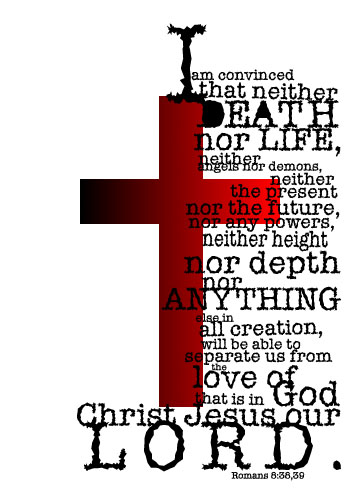 I
am convinced
that neither
DEATH
nor LIFE,
neither
angels nor demons,
neither
the present
nor the future,
nor any powers,
neither height
nor depth
nor
ANYTHING
else in
all creation,
will be able to
separate us from
the
love of
that is in God
Christ Jesus our
LORD.
Romans 8:38,39